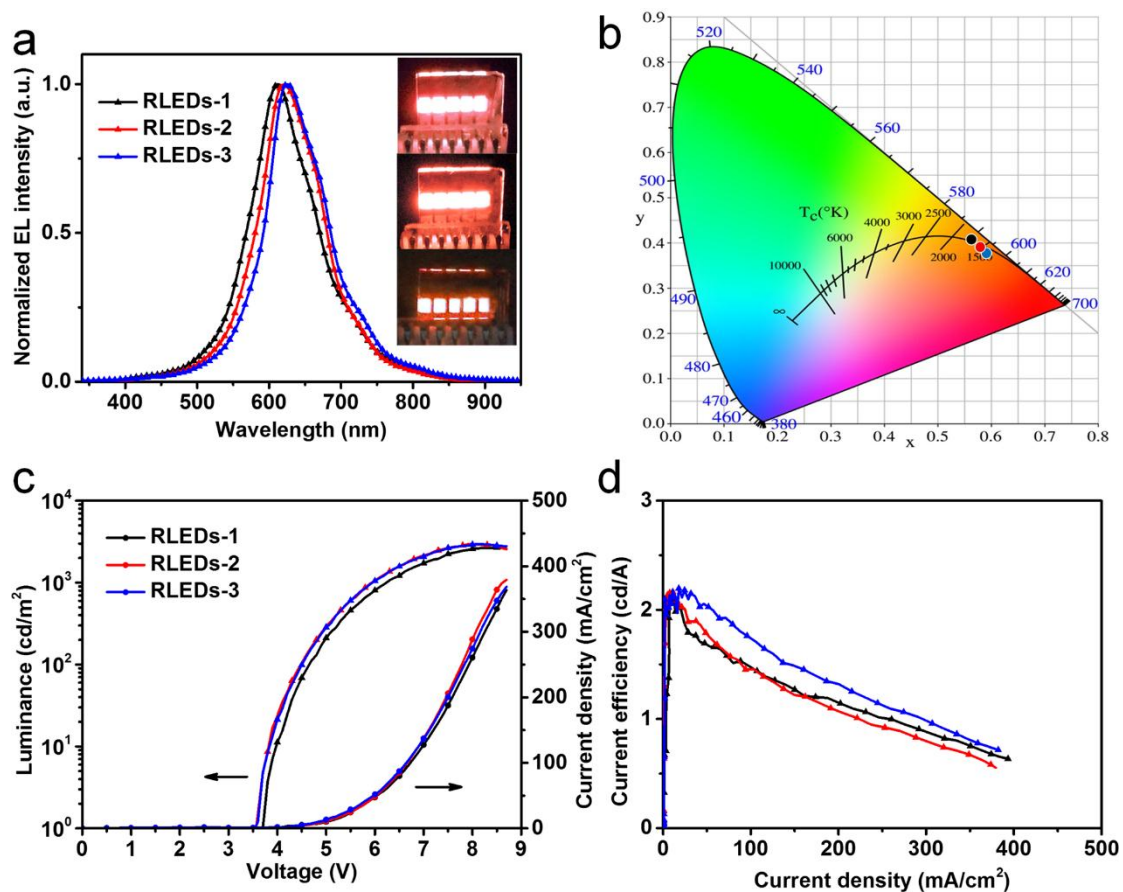 a
Normalized EL intensity (a.u.)
1.0
0.5
0.0
RLEDs-1
RLEDs-2
RLEDs-3
400 500 600 700 800 900
Wavelength (nm)
b
0.9
0.8
0.7
0.6
0.5
y
0.4
0.3
0.2
0.1
0.0
520
540
560
500
580
Tc(°K)
4000
3000
2500
6000
600
2000
1500
10000
620
∞
490
700
480
470
460
380
0.0 0.1 0.2 0.3 0.4 0.5 0.6 0.7 0.8
x
c
Luminance (cd/m²)
10⁴
10³
10²
10¹
10⁰
RLEDs-1
RLEDs-2
RLEDs-3
500
400
300
200
100
0
Current density (mA/cm²)
0 1 2 3 4 5 6 7 8 9
Voltage (V)
d
Current efficiency (cd/A)
3
2
1
0
0 100 200 300 400 500
Current density (mA/cm²)